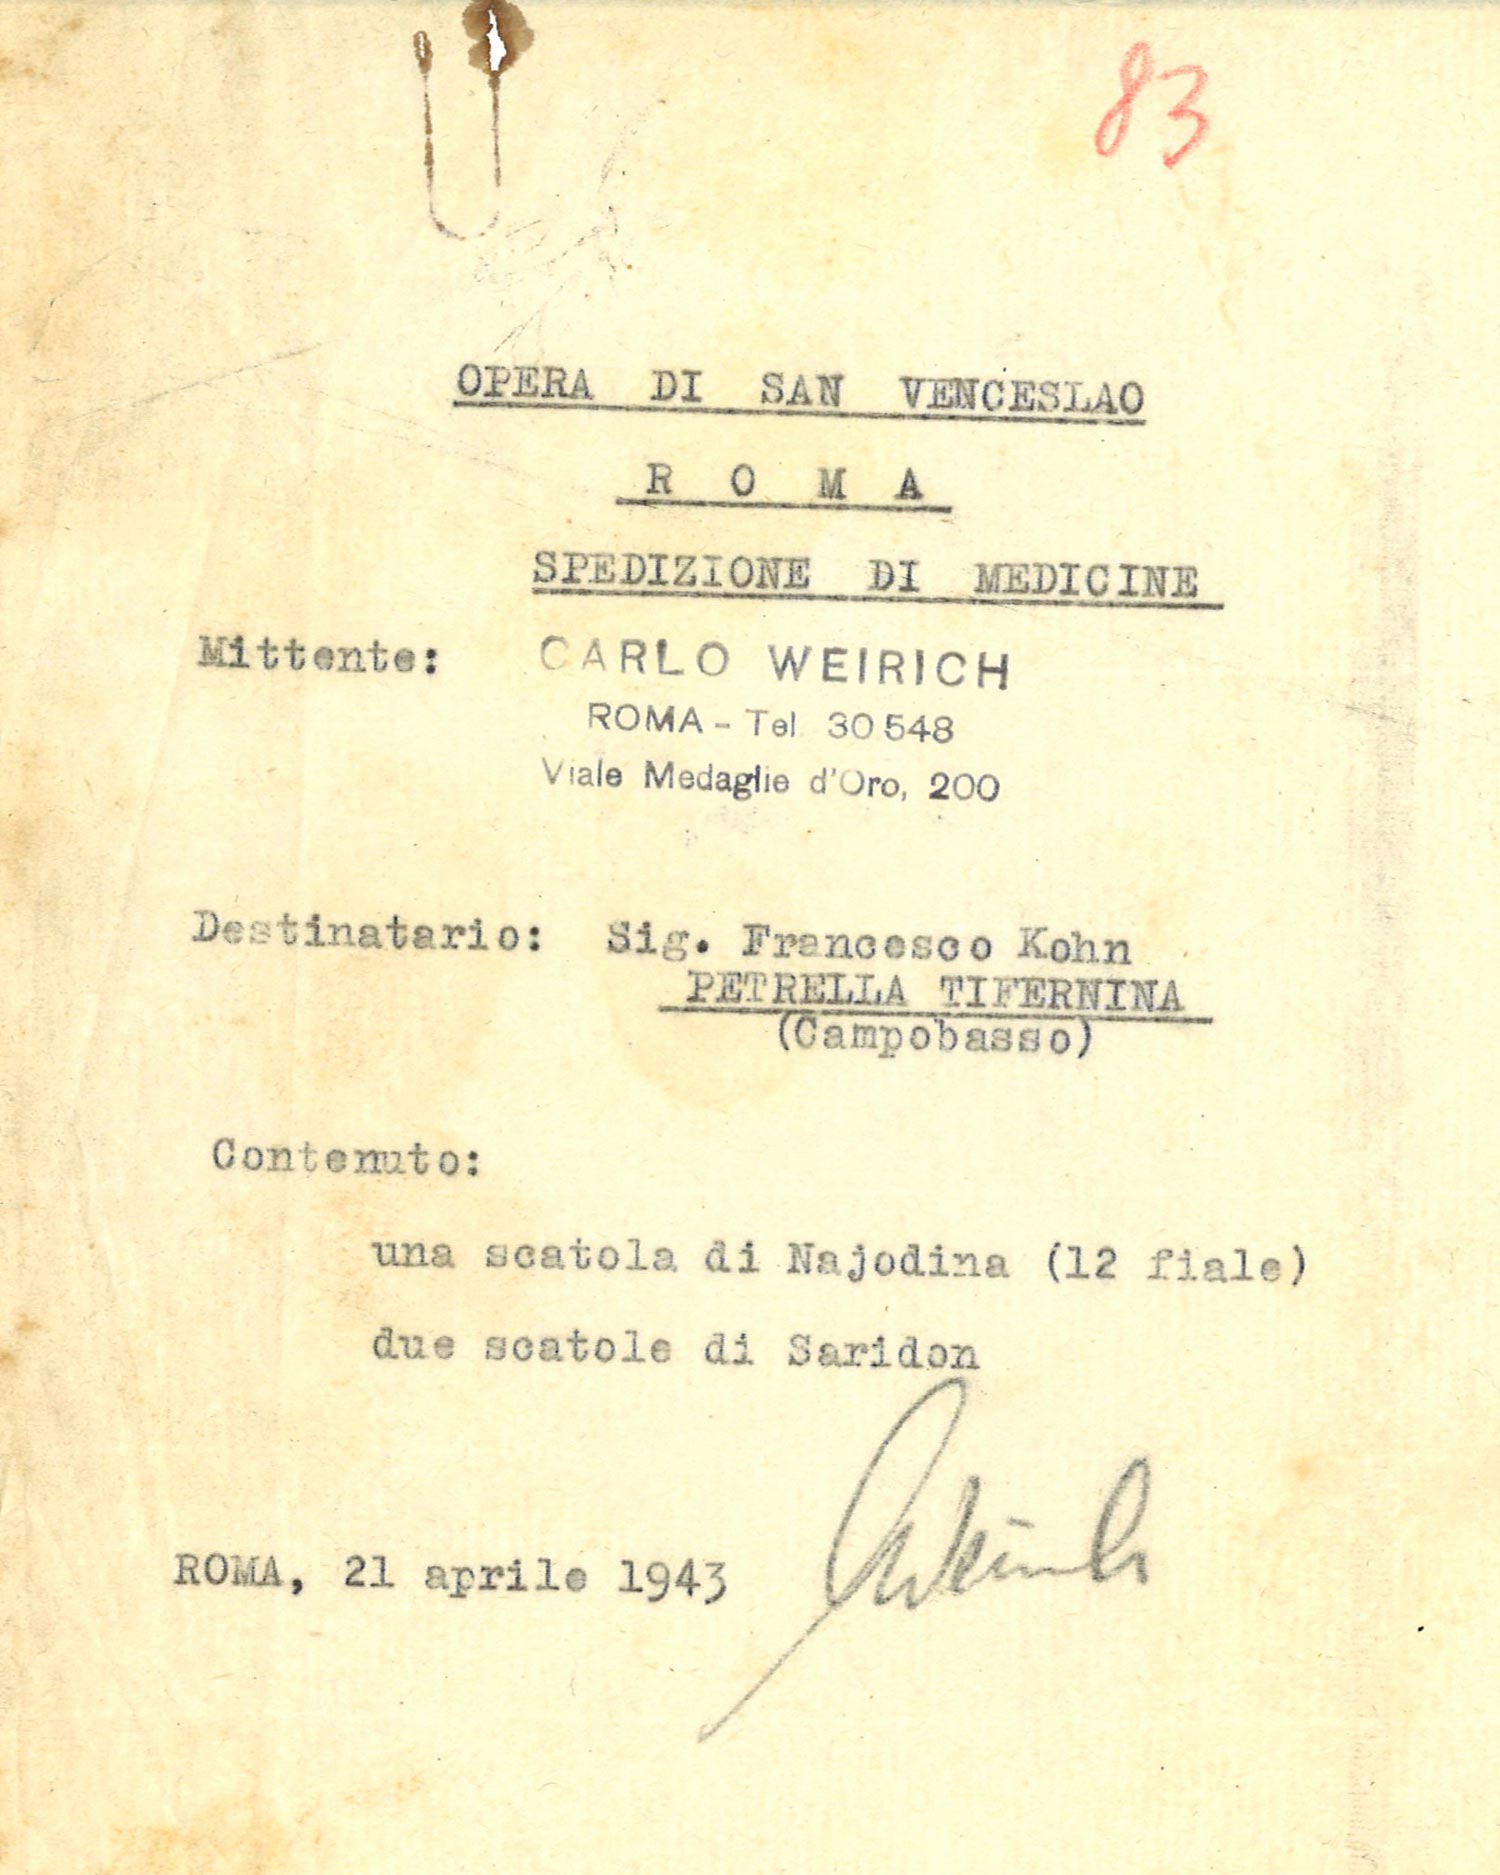 83
OPERA DI SAN VENCESLAO
R O M A
SPEDIZIONE DI MEDICINE
Mittente: CARLO WEIRICH
ROMA - Tel 30548
Viale Medaglie d'Oro, 200
Destinatario: Sig. Francesco Kohn
PETRELLA TIFERNINA
(Campobasso)
Contenuto:
una scatola di Najodina (12 fiale)
due scatole di Saridon
Weirich
ROMA, 21 aprile 1943